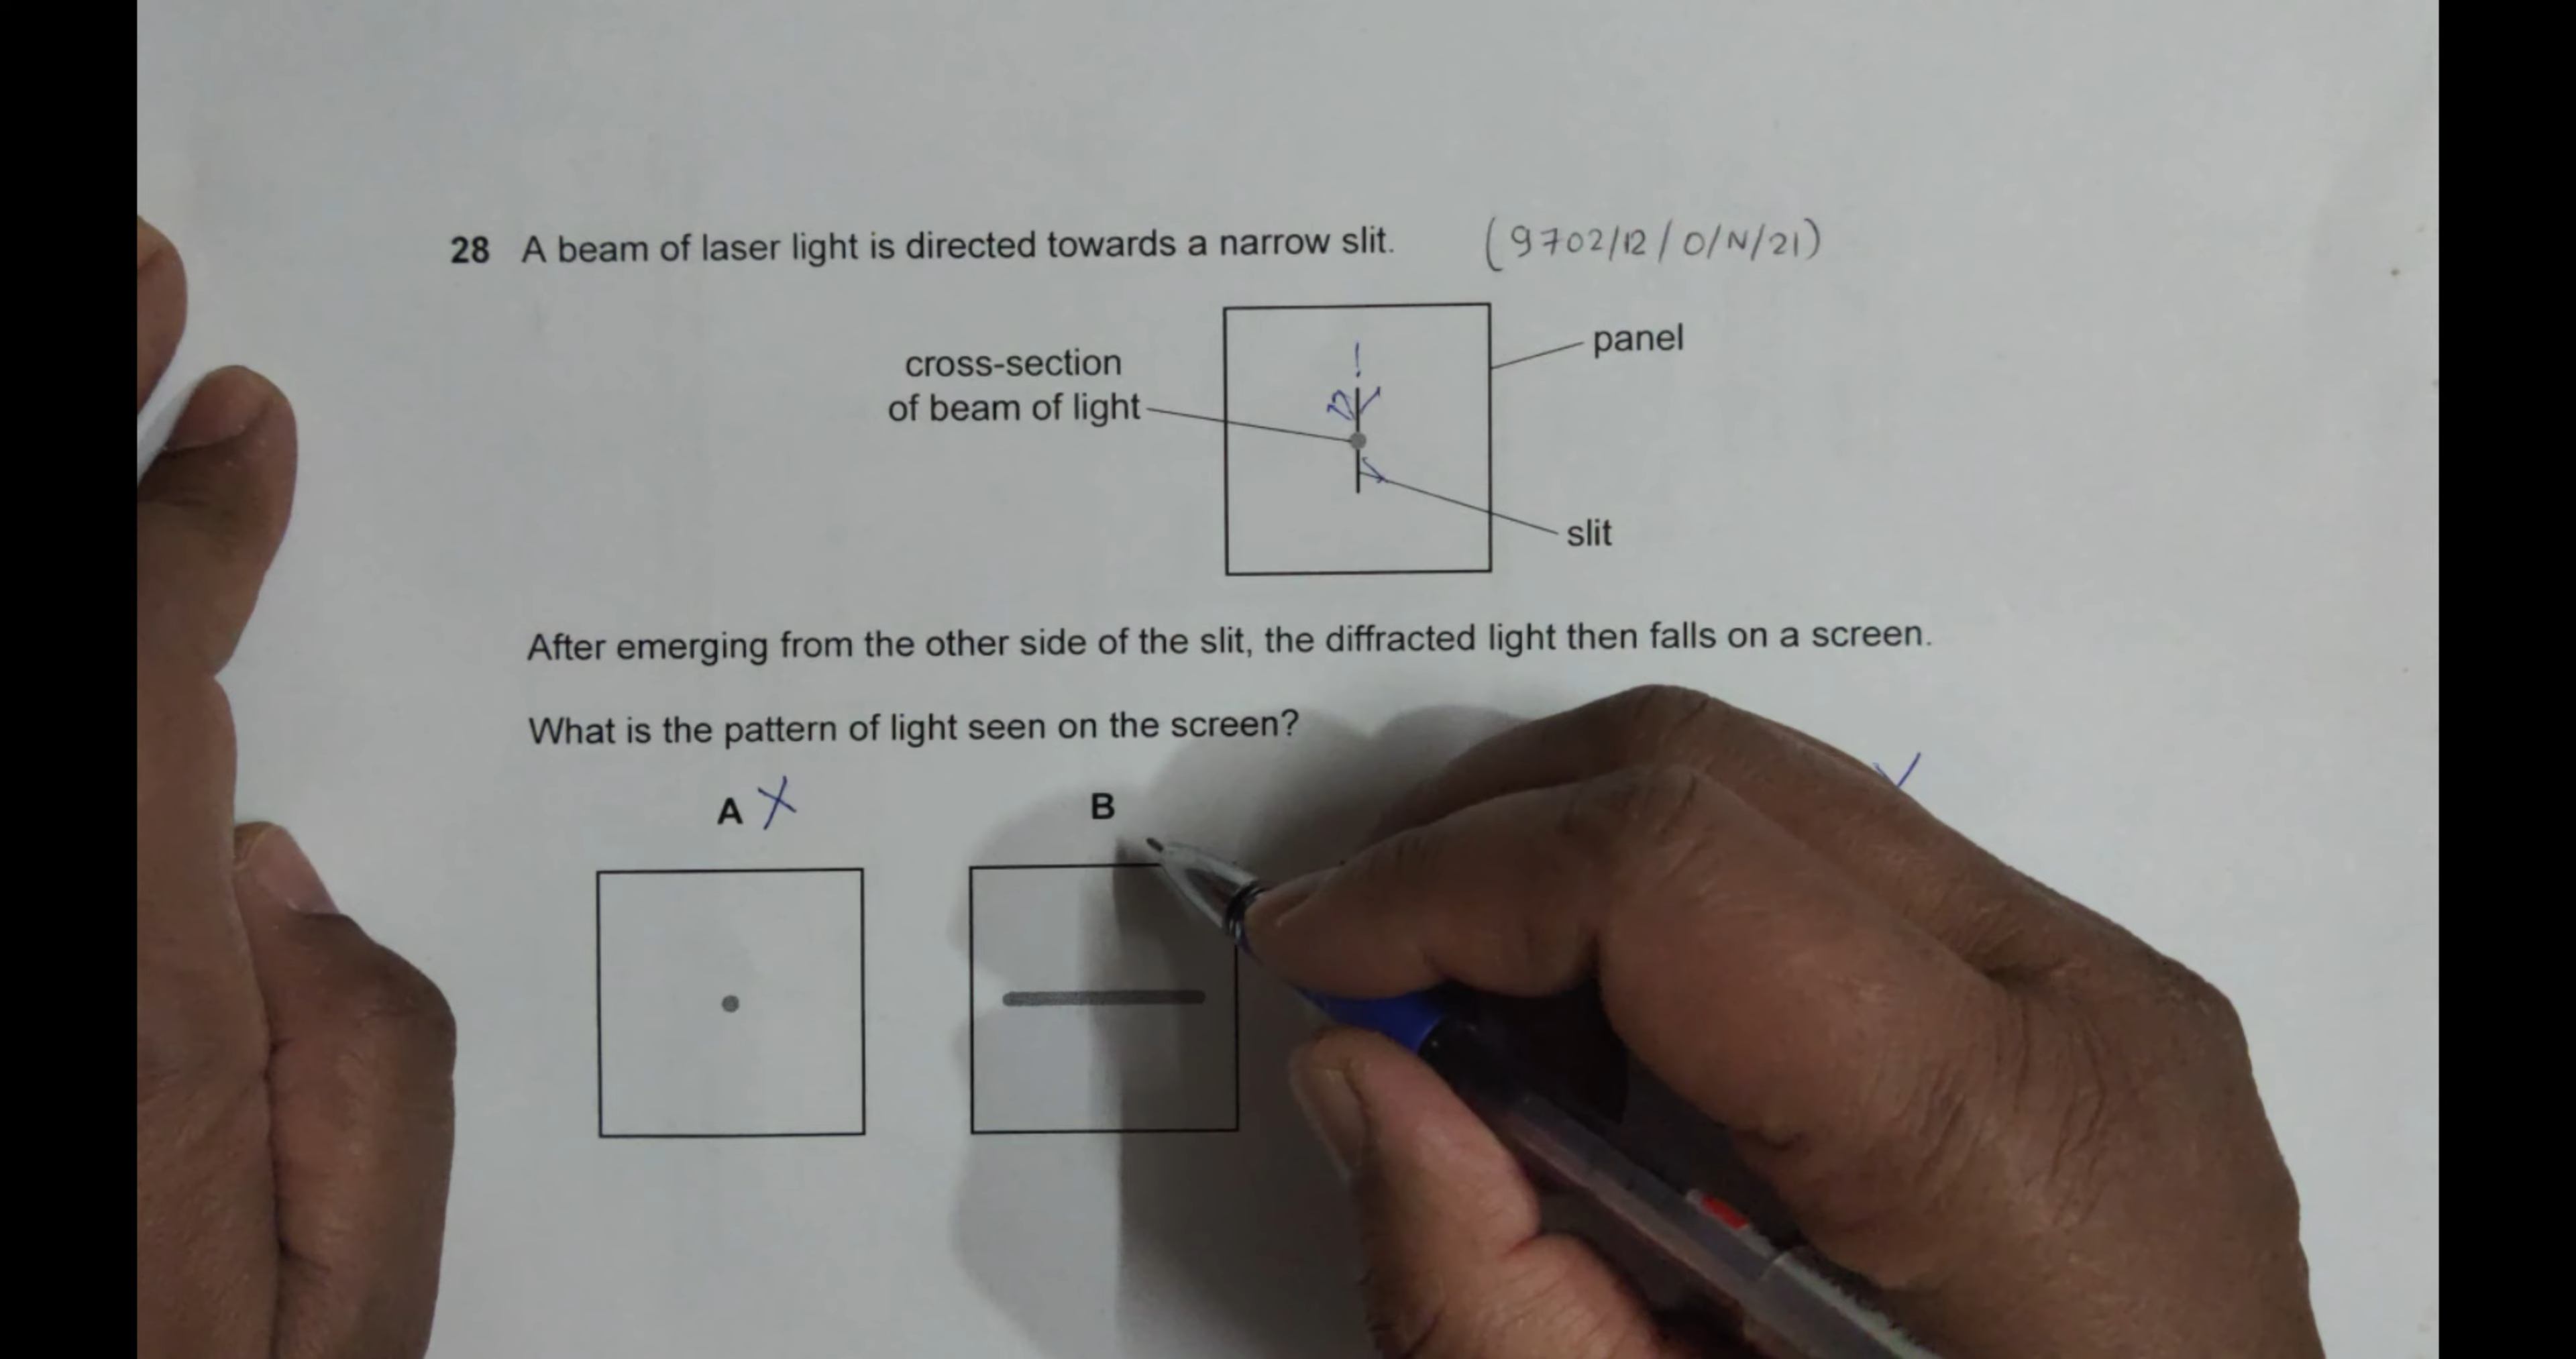 28 A beam of laser light is directed towards a narrow slit. (9702/12/O/N/21)
panel
cross-section
of beam of light
slit
After emerging from the other side of the slit, the diffracted light then falls on a screen.
What is the pattern of light seen on the screen?
A X B